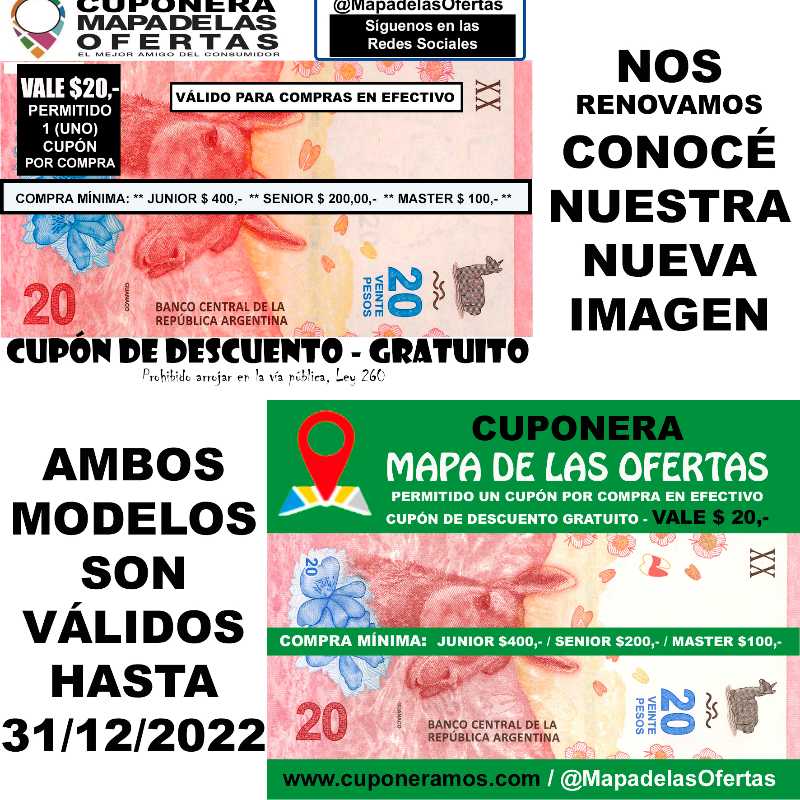 CUPONERA
MAPADELAS
OFERTAS
EL MEJOR AMIGO DEL CONSUMIDOR
@MapadelasOfertas
Síguenos en las
Redes Sociales
VALE $20,-
PERMITIDO
1 (UNO)
CUPÓN
POR COMPRA
VÁLIDO PARA COMPRAS EN EFECTIVO
XX
COMPRA MÍNIMA: ** JUNIOR $ 400,- ** SENIOR $ 200,00,- ** MASTER $ 100,- **
20
GUANACO
BANCO CENTRAL DE LA
REPÚBLICA ARGENTINA
20
VEINTE
PESOS
CUPÓN DE DESCUENTO - GRATUITO
Prohibido arrojar en la vía pública, Ley 260
NOS
RENOVAMOS
CONOCÉ
NUESTRA
NUEVA
IMAGEN
AMBOS
MODELOS
SON
VÁLIDOS
HASTA
31/12/2022
CUPONERA
MAPA DE LAS OFERTAS
PERMITIDO UN CUPÓN POR COMPRA EN EFECTIVO
CUPÓN DE DESCUENTO GRATUITO - VALE $ 20,-
20
XX
COMPRA MÍNIMA: JUNIOR $400,- / SENIOR $200,- / MASTER $100,-
20
GUANACO
BANCO CENTRAL DE LA
REPÚBLICA ARGENTINA
20
VEINTE
PESOS
www.cuponeramos.com / @MapadelasOfertas